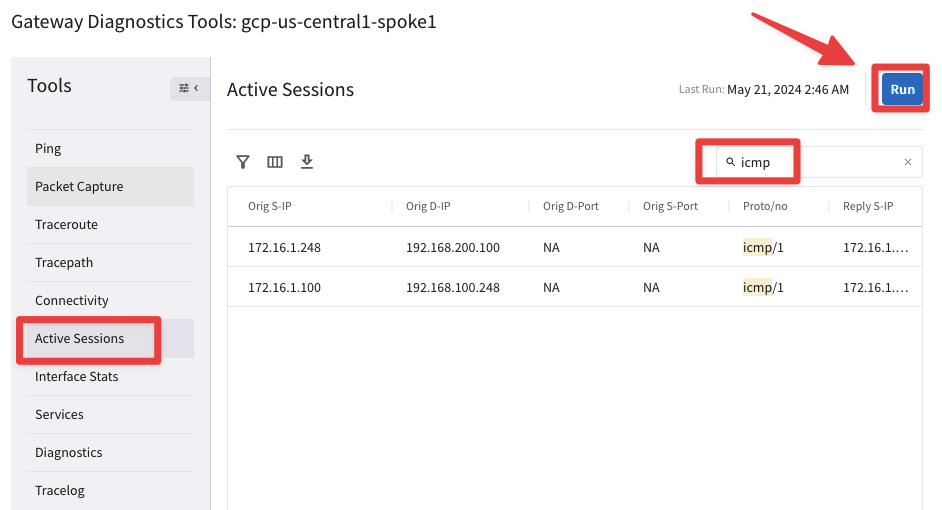 Gateway Diagnostics Tools: gcp-us-central1-spoke1
Tools
Ping
Packet Capture
Traceroute
Tracepath
Connectivity
Active Sessions
Interface Stats
Services
Diagnostics
Tracelog
Active Sessions
Last Run: May 21, 2024 2:46 AM
Run
icmp
Orig S-IP Orig D-IP Orig D-Port Orig S-Port Proto/no Reply S-IP
172.16.1.248 192.168.200.100 NA NA icmp/1 172.16.1....
172.16.1.100 192.168.100.248 NA NA icmp/1 172.16.1....